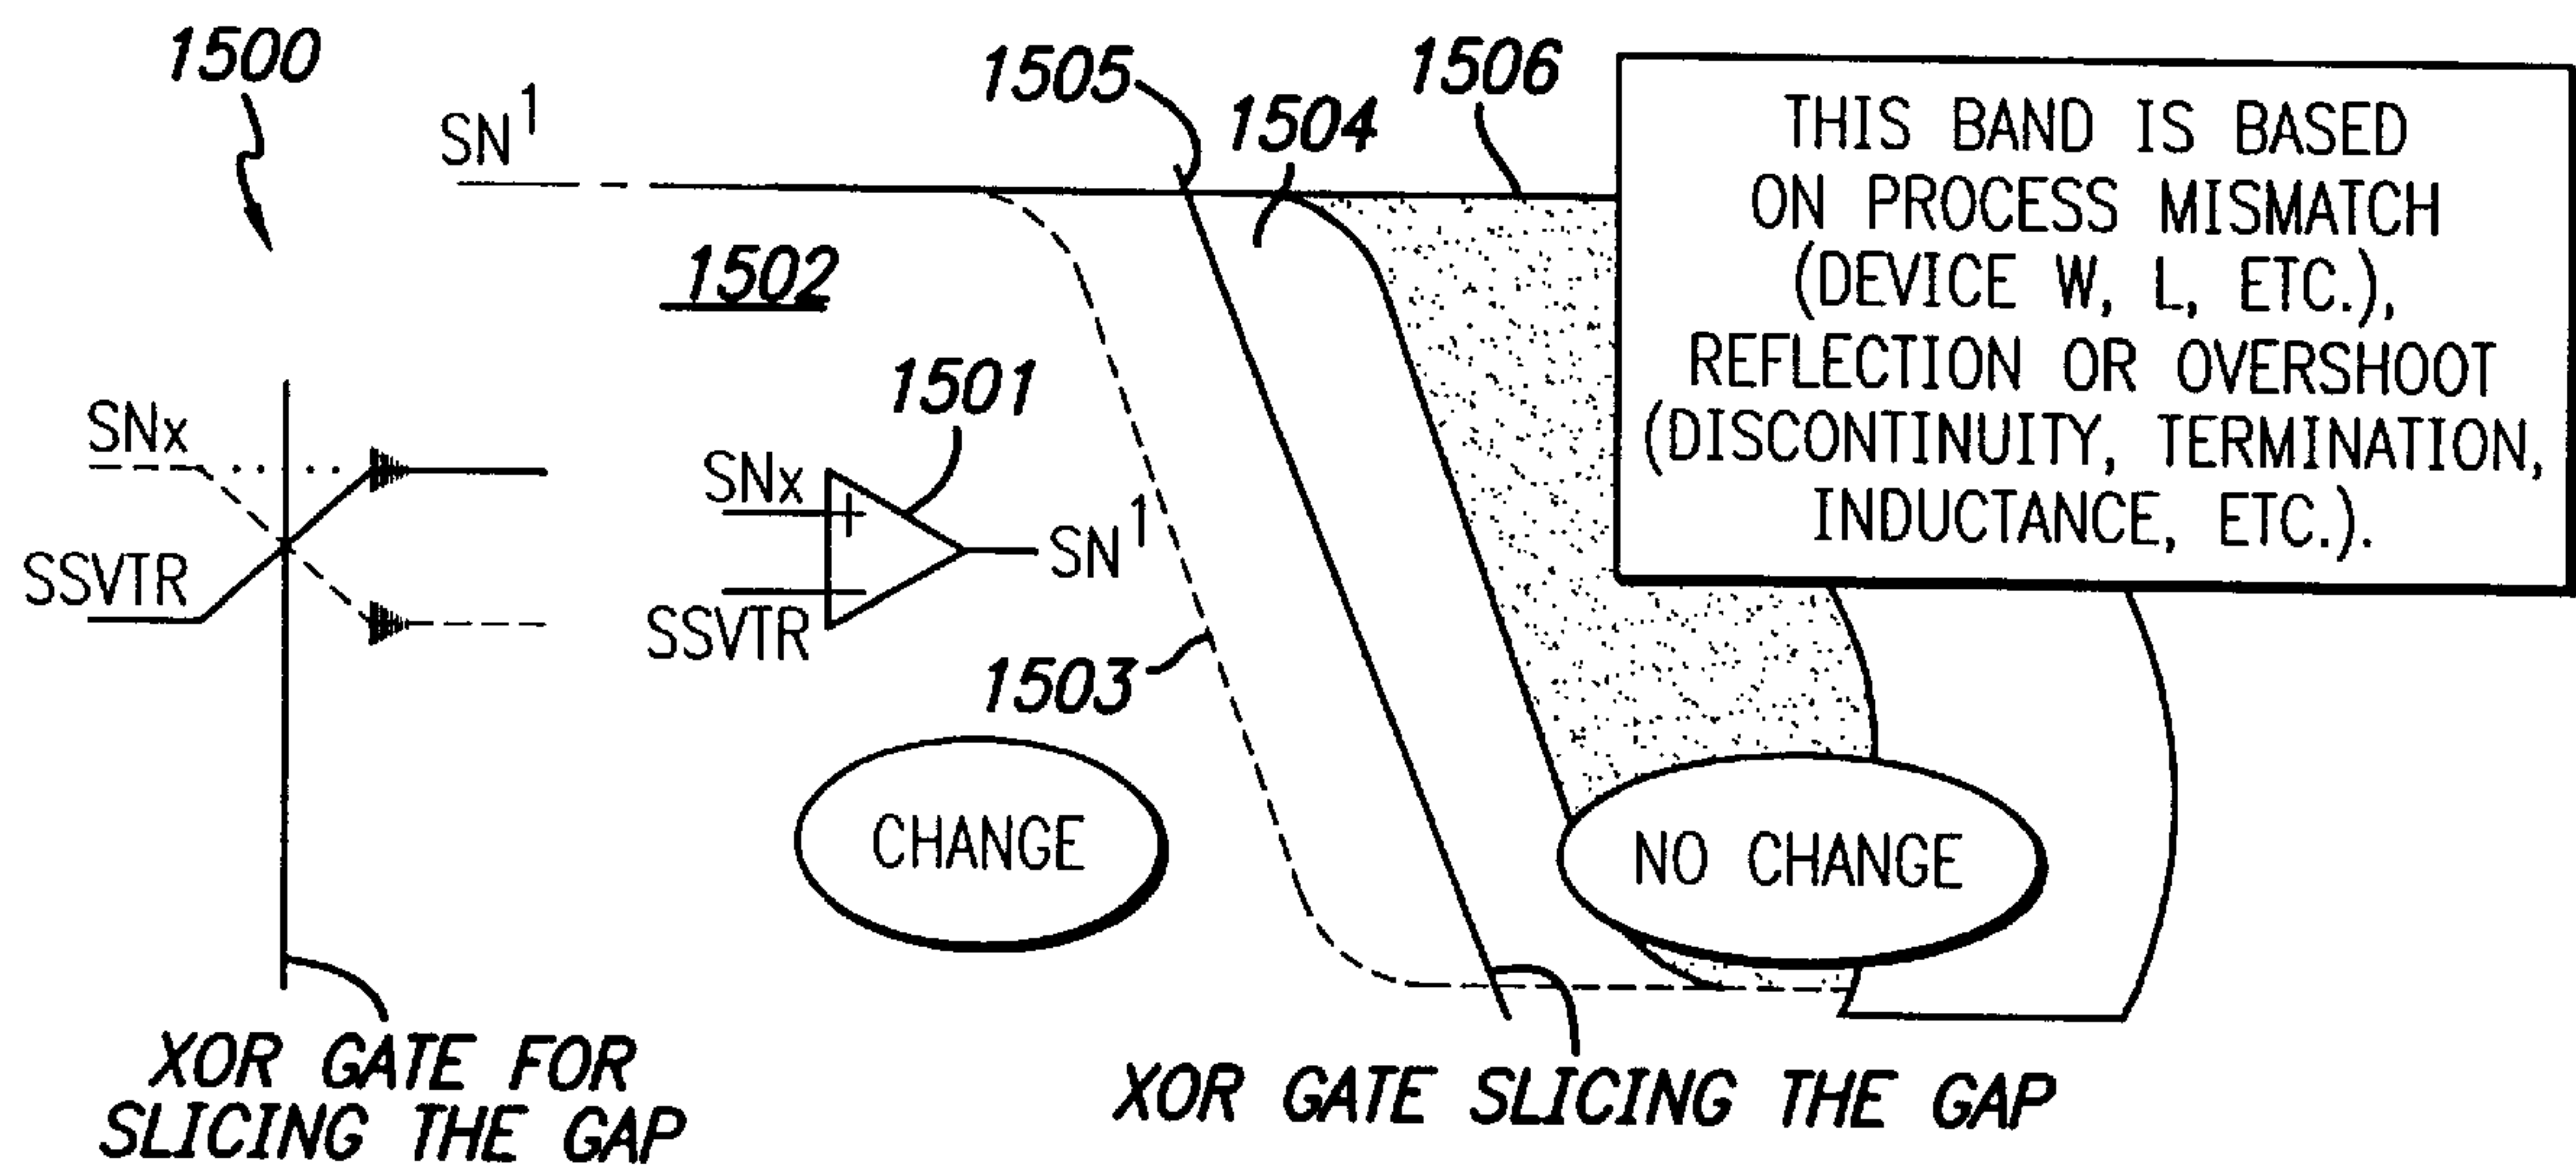 1500
SN1
1505
1504
1506
THIS BAND IS BASED
ON PROCESS MISMATCH
(DEVICE W, L, ETC.),
REFLECTION OR OVERSHOOT
(DISCONTINUITY, TERMINATION,
INDUCTANCE, ETC.).
1502
1501
SNx
SSVTR
SNx
SSVTR
+
−
SN1
1503
CHANGE
NO CHANGE
XOR GATE FOR
SLICING THE GAP
XOR GATE SLICING THE GAP